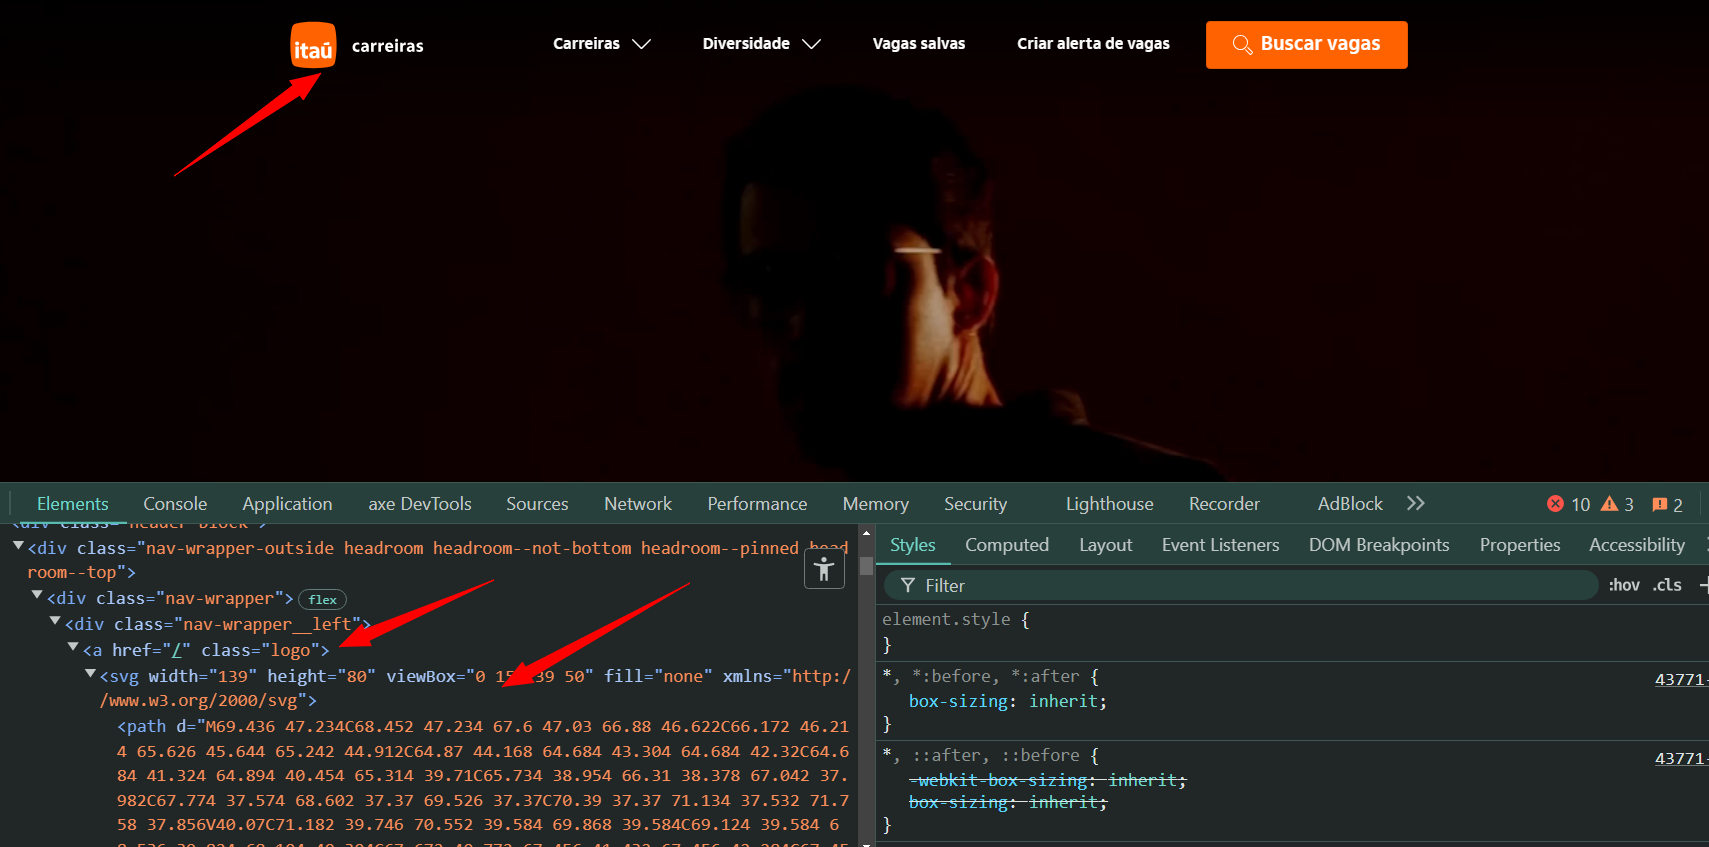 itaú carreiras
Carreiras Diversidade Vagas salvas Criar alerta de vagas Buscar vagas
Elements Console Application axe DevTools Sources Network Performance Memory Security Lighthouse Recorder AdBlock 10 3 2
<div class="header-block">
<div class="nav-wrapper-outside headroom headroom--not-bottom headroom--pinned head
room--top">
<div class="nav-wrapper"> flex
<div class="nav-wrapper__left">
<a href="/" class="logo">
<svg width="139" height="80" viewBox="0 15 139 50" fill="none" xmlns="http:/
/www.w3.org/2000/svg">
<path d="M69.436 47.234C68.452 47.234 67.6 47.03 66.88 46.622C66.172 46.21
4 65.626 45.644 65.242 44.912C64.87 44.168 64.684 43.304 64.684 42.32C64.6
84 41.324 64.894 40.454 65.314 39.71C65.734 38.954 66.31 38.378 67.042 37.
982C67.774 37.574 68.602 37.37 69.526 37.37C70.39 37.37 71.134 37.532 71.7
58 37.856V40.07C71.182 39.746 70.552 39.584 69.868 39.584C69.124 39.584 6
Styles Computed Layout Event Listeners DOM Breakpoints Properties Accessibility
Filter :hov .cls
element.style {
}
*, *:before, *:after { 43771-
box-sizing: inherit;
}
*, ::after, ::before { 43771-
-webkit-box-sizing: inherit;
box-sizing: inherit;
}